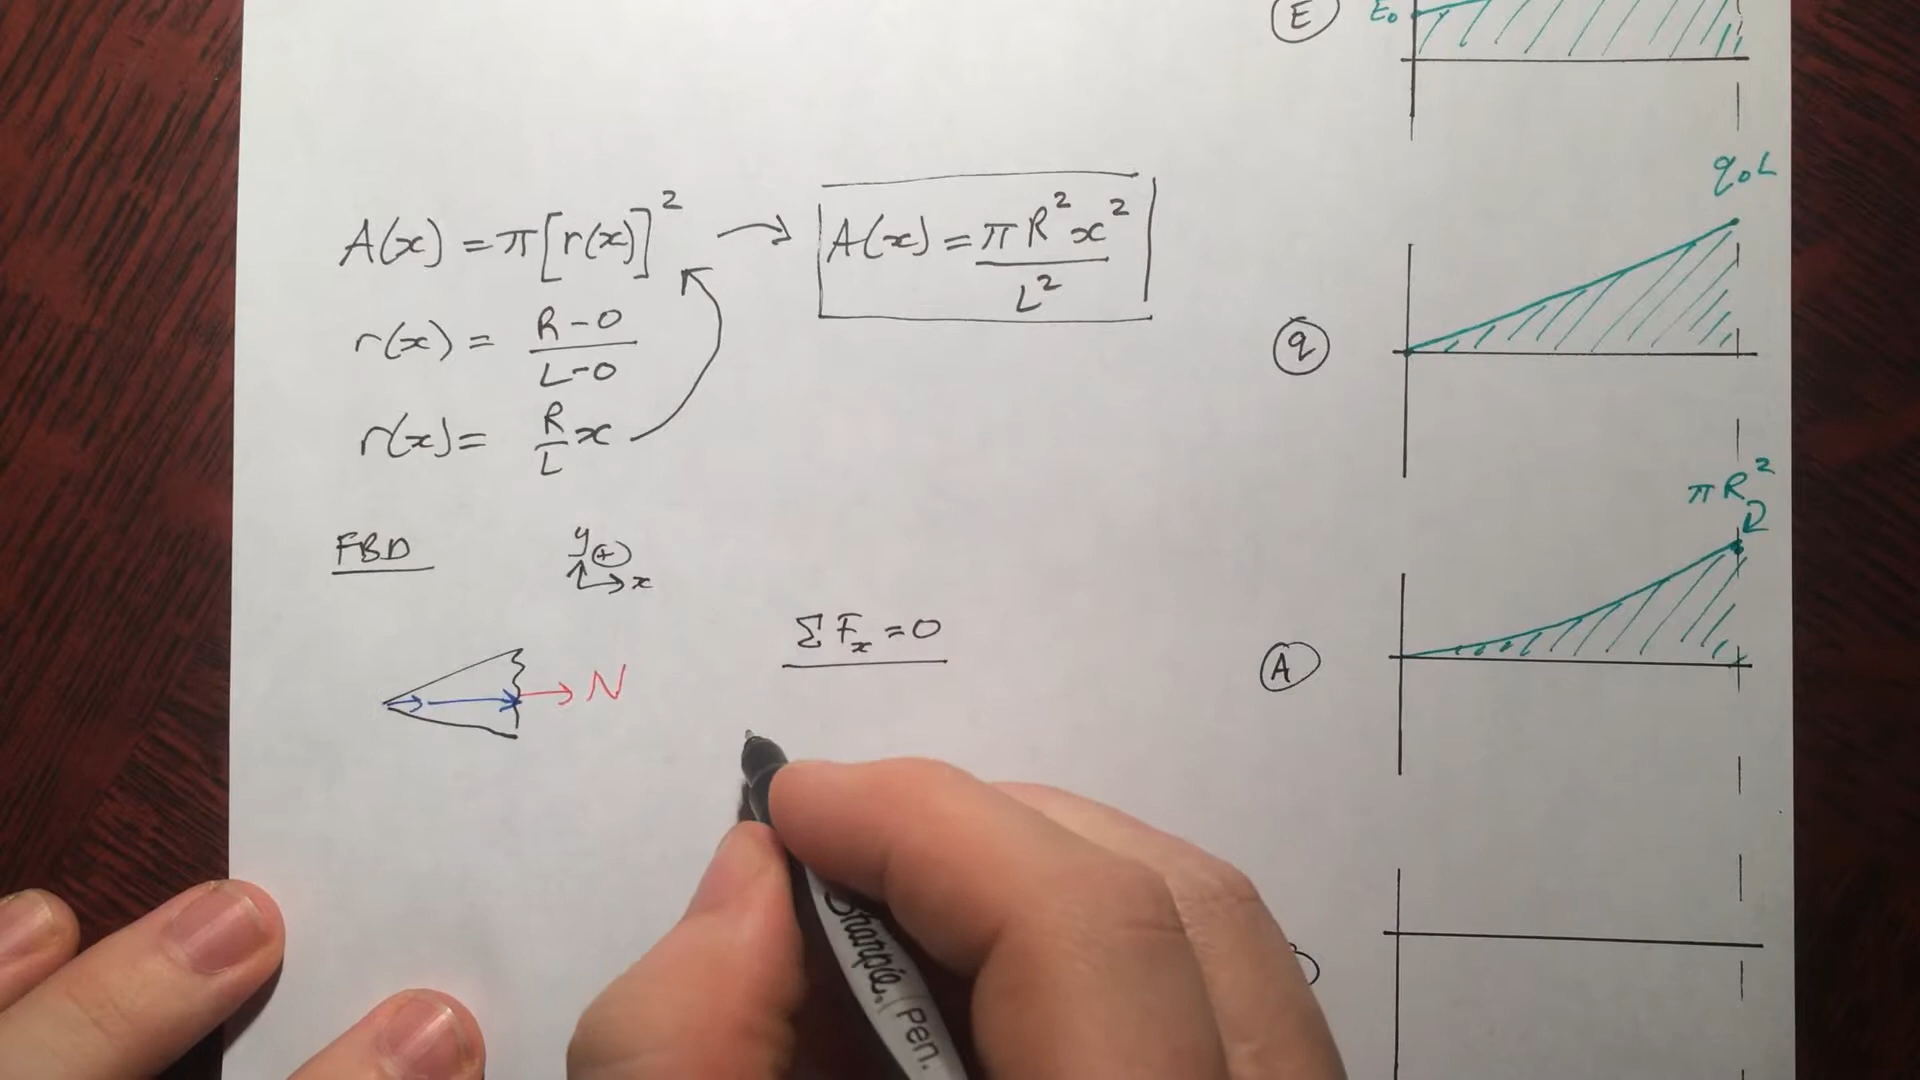 A(x) = π[r(x)]² → A(x) = πR²x² / L²
r(x) = R-0 / L-0
r(x) = R/L x
FBD
y
+
x
ΣFₓ = 0
N
E
E₀
q₀L
q
πR²
A
Sharpie. Pen.